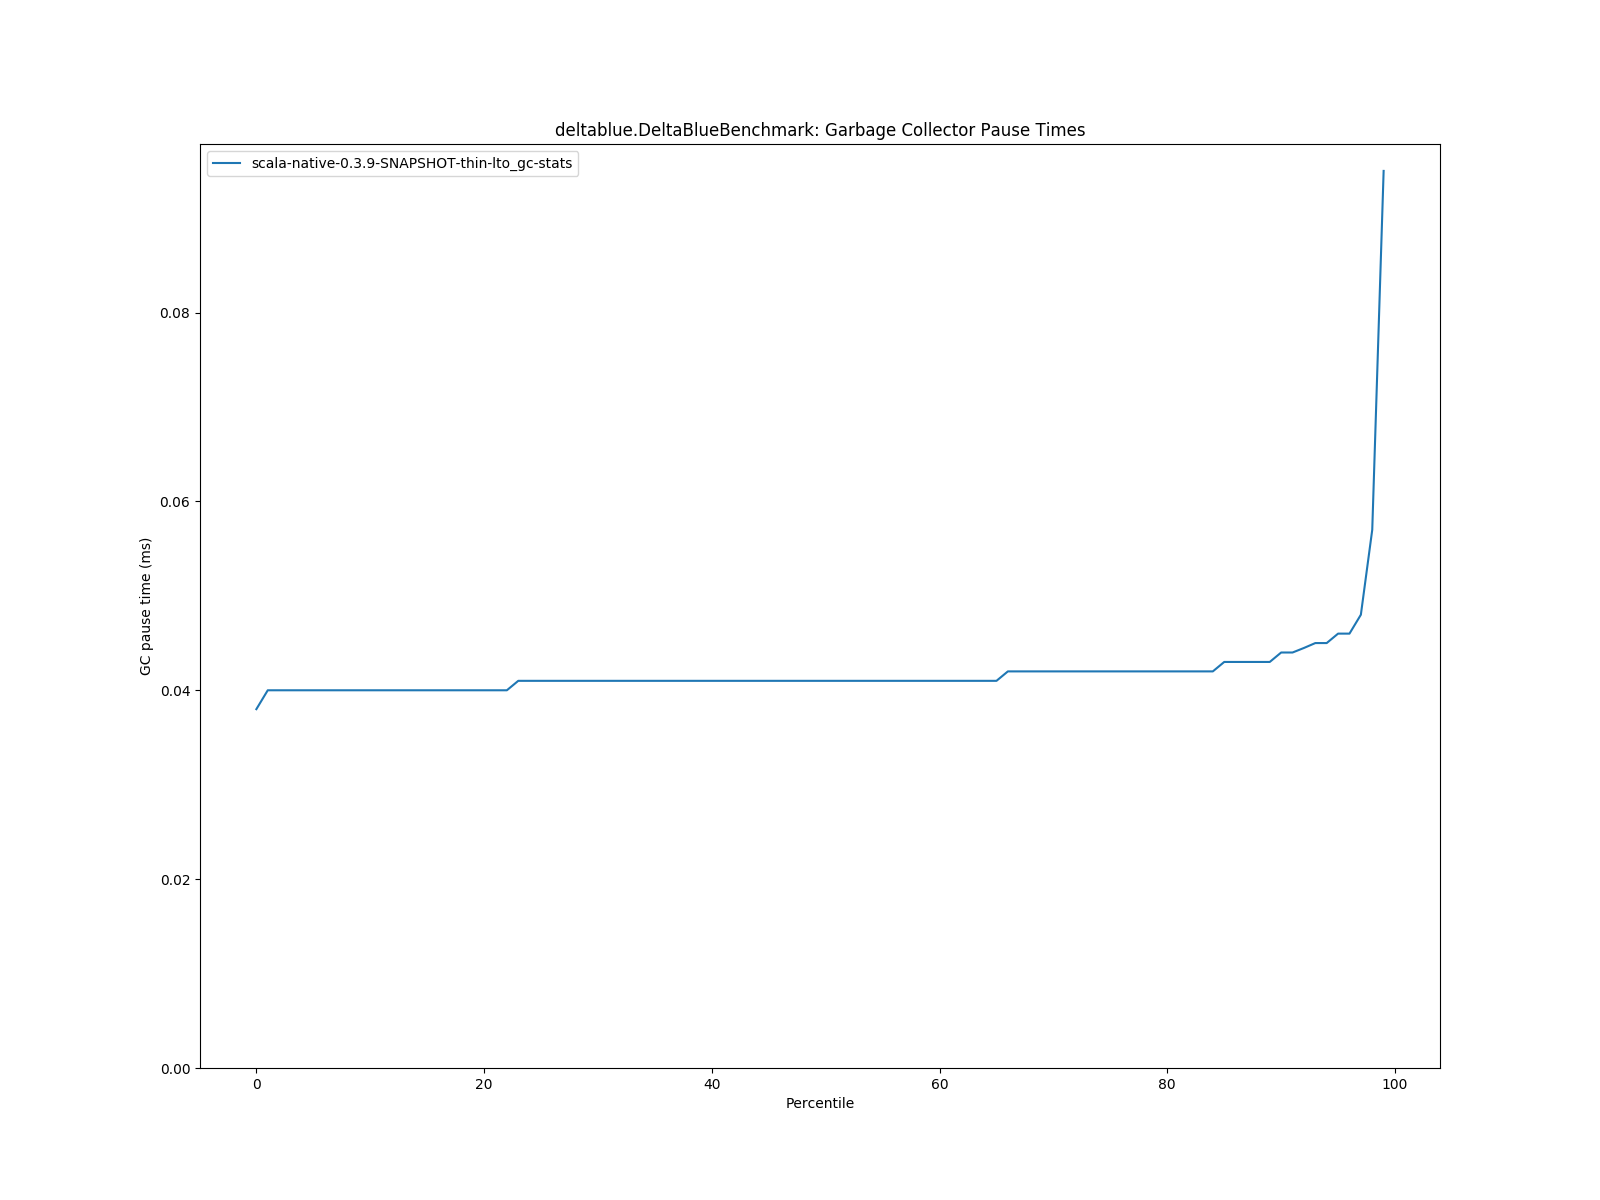 deltablue.DeltaBlueBenchmark: Garbage Collector Pause Times
scala-native-0.3.9-SNAPSHOT-thin-lto_gc-stats
0.08
0.06
0.04
0.02
0.00
GC pause time (ms)
0 20 40 60 80 100
Percentile